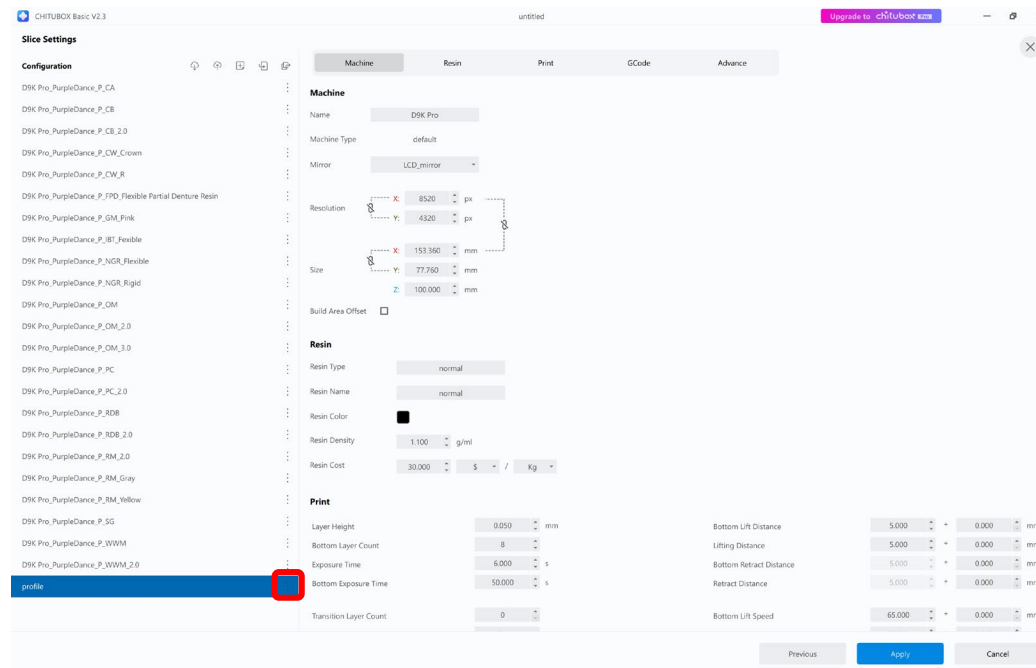 CHITUBOX Basic V2.3
untitled
Upgrade to CHITUBOX PRO
Slice Settings
Configuration
D9K Pro_PurpleDance_P_CA
D9K Pro_PurpleDance_P_CB
D9K Pro_PurpleDance_P_CB_2.0
D9K Pro_PurpleDance_P_CW_Crown
D9K Pro_PurpleDance_P_CW_R
D9K Pro_PurpleDance_P_FPD_Flexible Partial Denture Resin
D9K Pro_PurpleDance_P_GM_Pink
D9K Pro_PurpleDance_P_IBT_Fexible
D9K Pro_PurpleDance_P_NGR_Flexible
D9K Pro_PurpleDance_P_NGR_Rigid
D9K Pro_PurpleDance_P_OM
D9K Pro_PurpleDance_P_OM_2.0
D9K Pro_PurpleDance_P_OM_3.0
D9K Pro_PurpleDance_P_PC
D9K Pro_PurpleDance_P_PC_2.0
D9K Pro_PurpleDance_P_RDB
D9K Pro_PurpleDance_P_RDB_2.0
D9K Pro_PurpleDance_P_RM_2.0
D9K Pro_PurpleDance_P_RM_Gray
D9K Pro_PurpleDance_P_RM_Yellow
D9K Pro_PurpleDance_P_SG
D9K Pro_PurpleDance_P_WWM
D9K Pro_PurpleDance_P_WWM_2.0
profile
Machine Resin Print GCode Advance
Machine
Name D9K Pro
Machine Type default
Mirror LCD_mirror
Resolution X: 8520 px
Y: 4320 px
Size X: 153.360 mm
Y: 77.760 mm
Z: 100.000 mm
Build Area Offset
Resin
Resin Type normal
Resin Name normal
Resin Color
Resin Density 1.100 g/ml
Resin Cost 30.000 $ / Kg
Print
Layer Height 0.050 mm Bottom Lift Distance 5.000 + 0.000 mm
Bottom Layer Count 8 Lifting Distance 5.000 + 0.000 mm
Exposure Time 6.000 s Bottom Retract Distance 5.000 + 0.000 mm
Bottom Exposure Time 50.000 s Retract Distance 5.000 + 0.000 mm
Transition Layer Count 0 Bottom Lift Speed 65.000 + 0.000
Previous Apply Cancel